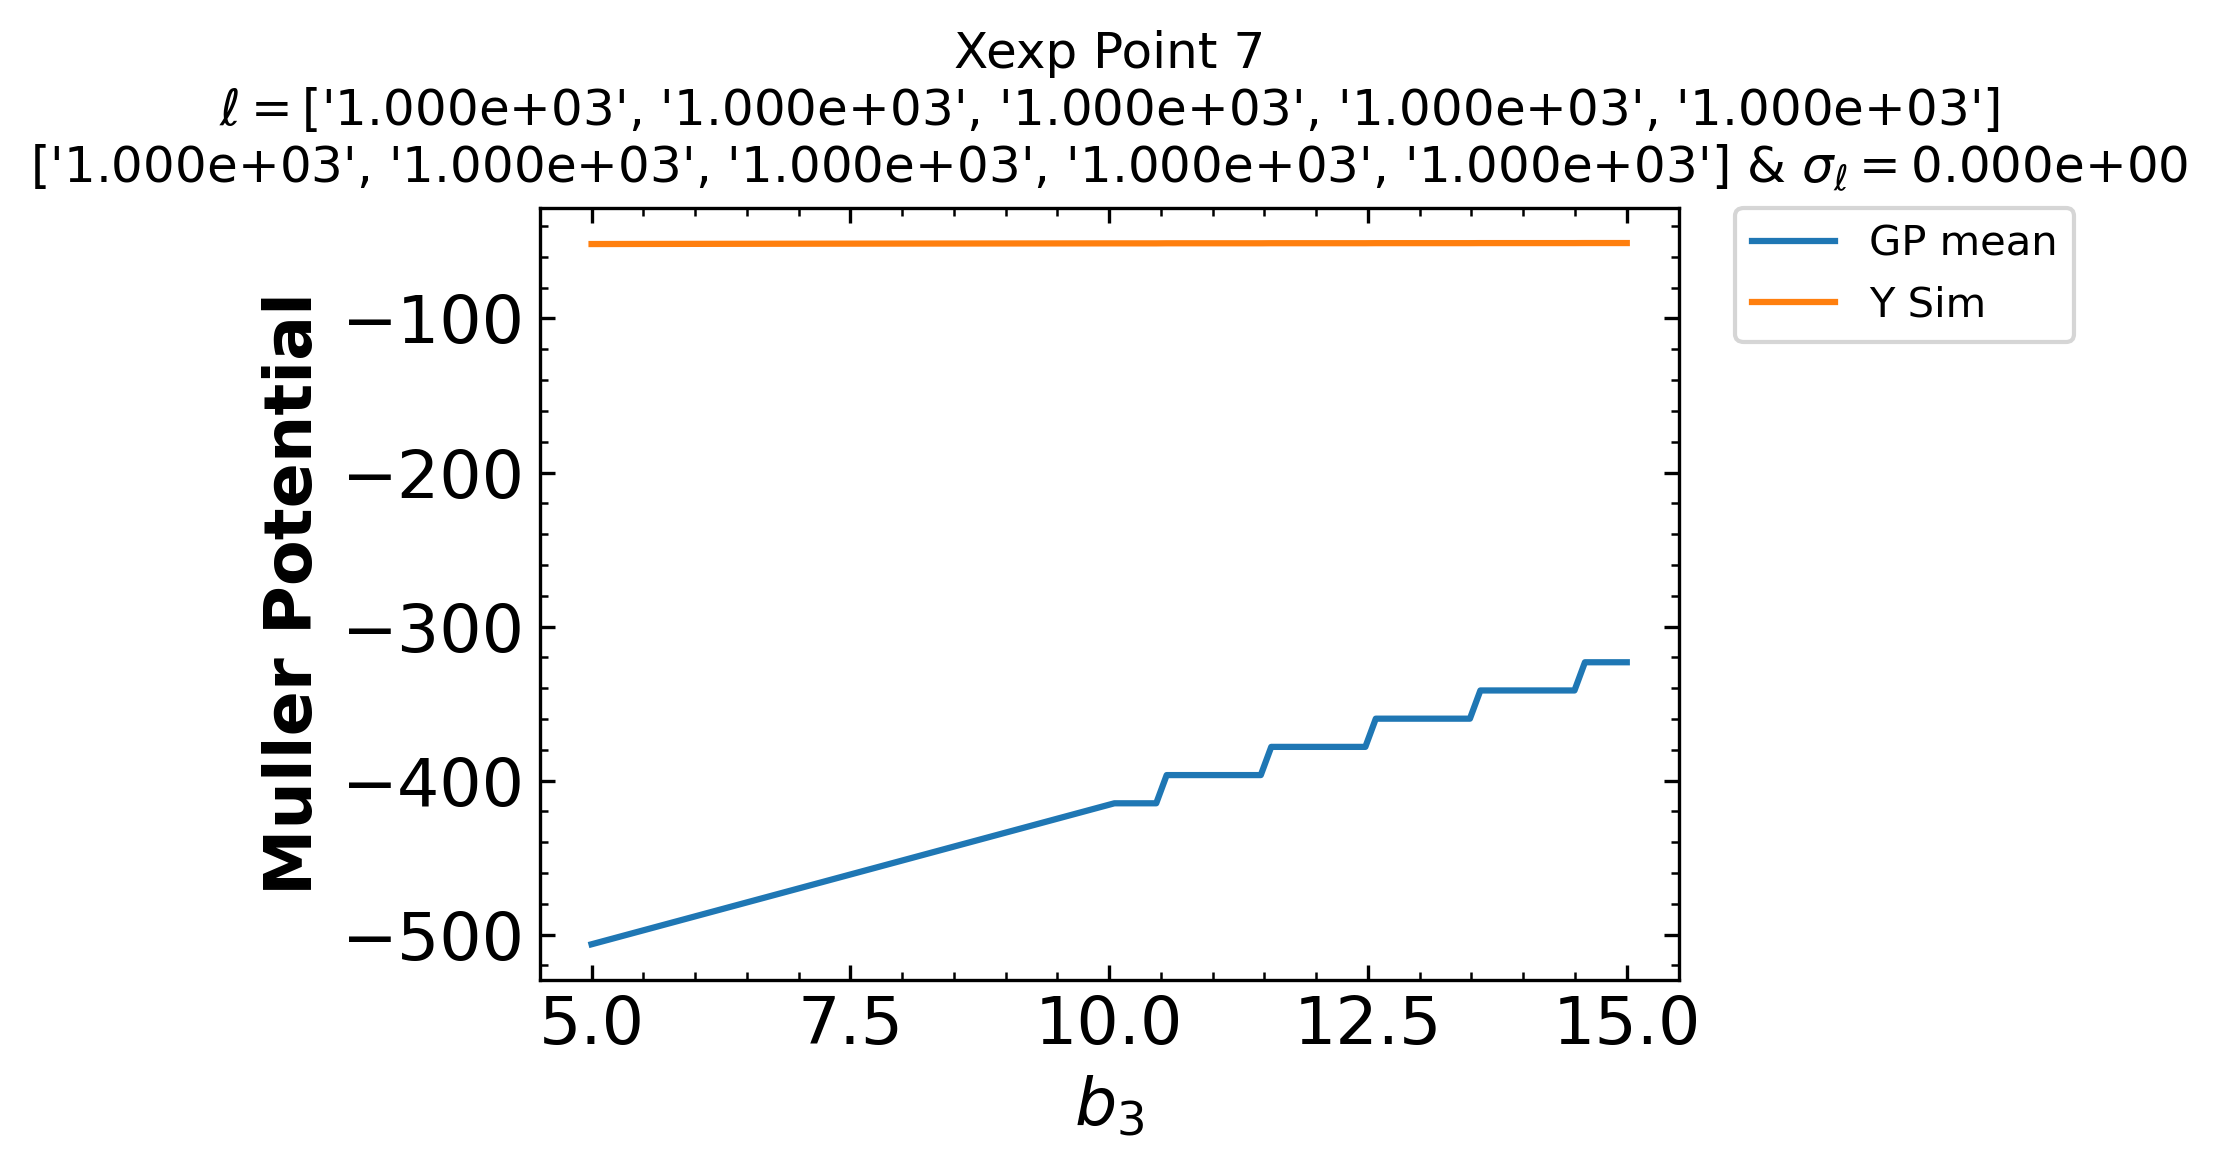 Xexp Point 7
ℓ = ['1.000e+03', '1.000e+03', '1.000e+03', '1.000e+03', '1.000e+03']
['1.000e+03', '1.000e+03', '1.000e+03', '1.000e+03', '1.000e+03'] & σ_ℓ = 0.000e+00
GP mean
Y Sim
Muller Potential
−100
−200
−300
−400
−500
5.0 7.5 10.0 12.5 15.0
b₃